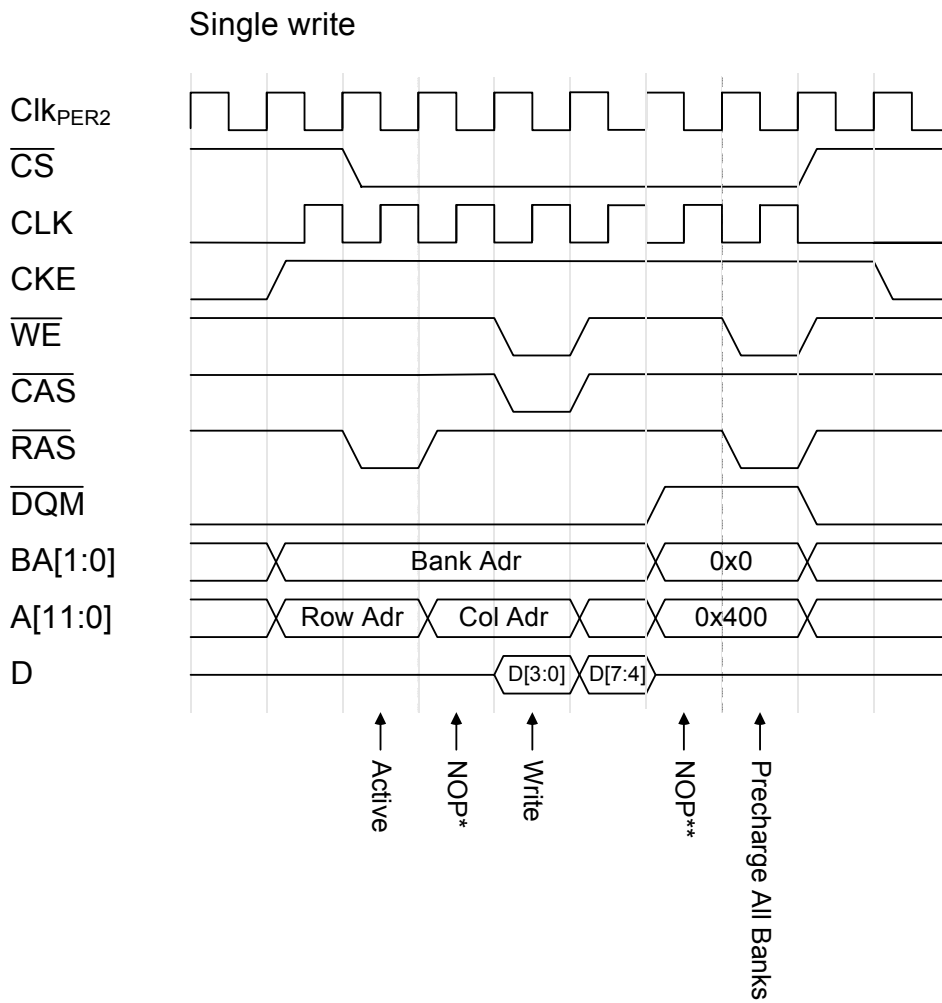 Single write
ClkPER2
CS
CLK
CKE
WE
CAS
RAS
DQM
BA[1:0] Bank Adr 0x0
A[11:0] Row Adr Col Adr 0x400
D D[3:0] D[7:4]
Active
NOP*
Write
NOP**
Precharge All Banks